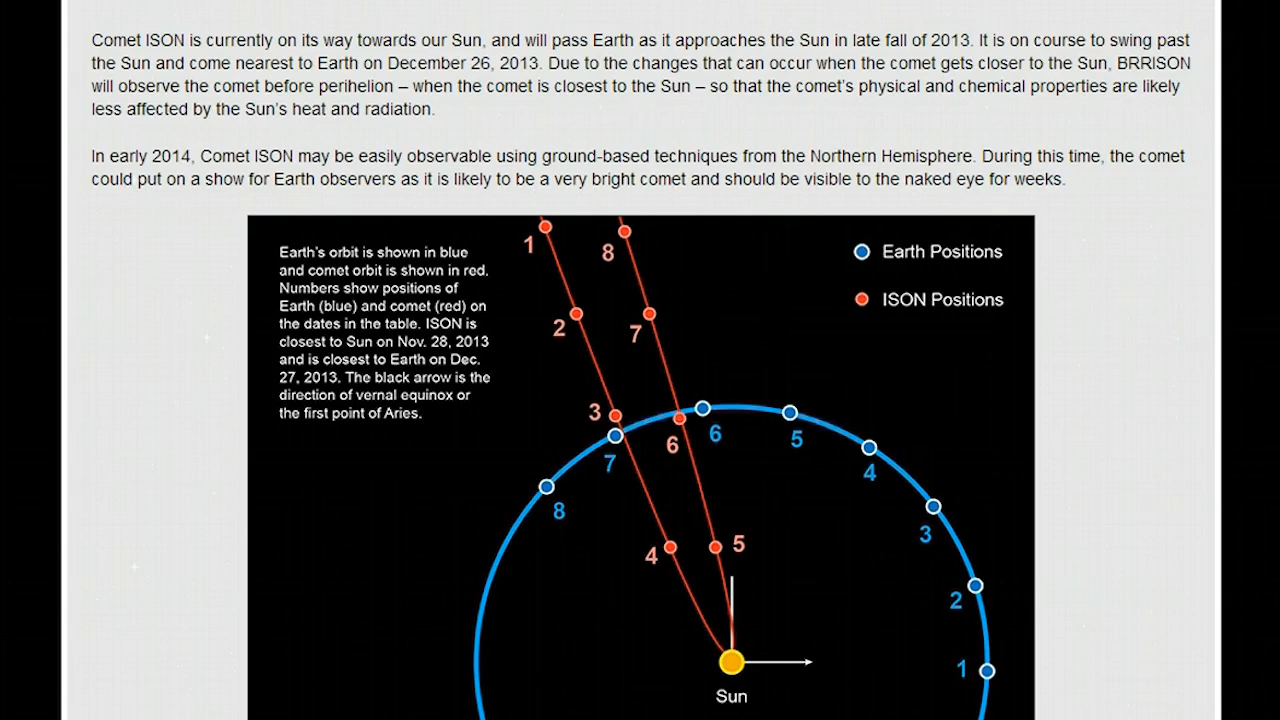 Comet ISON is currently on its way towards our Sun, and will pass Earth as it approaches the Sun in late fall of 2013. It is on course to swing past
the Sun and come nearest to Earth on December 26, 2013. Due to the changes that can occur when the comet gets closer to the Sun, BRRISON
will observe the comet before perihelion – when the comet is closest to the Sun – so that the comet's physical and chemical properties are likely
less affected by the Sun's heat and radiation.
In early 2014, Comet ISON may be easily observable using ground-based techniques from the Northern Hemisphere. During this time, the comet
could put on a show for Earth observers as it is likely to be a very bright comet and should be visible to the naked eye for weeks.
Earth's orbit is shown in blue
and comet orbit is shown in red.
Numbers show positions of
Earth (blue) and comet (red) on
the dates in the table. ISON is
closest to Sun on Nov. 28, 2013
and is closest to Earth on Dec.
27, 2013. The black arrow is the
direction of vernal equinox or
the first point of Aries.
Earth Positions
ISON Positions
1
8
2
7
3
6
6
5
7
4
8
3
4
5
2
1
Sun